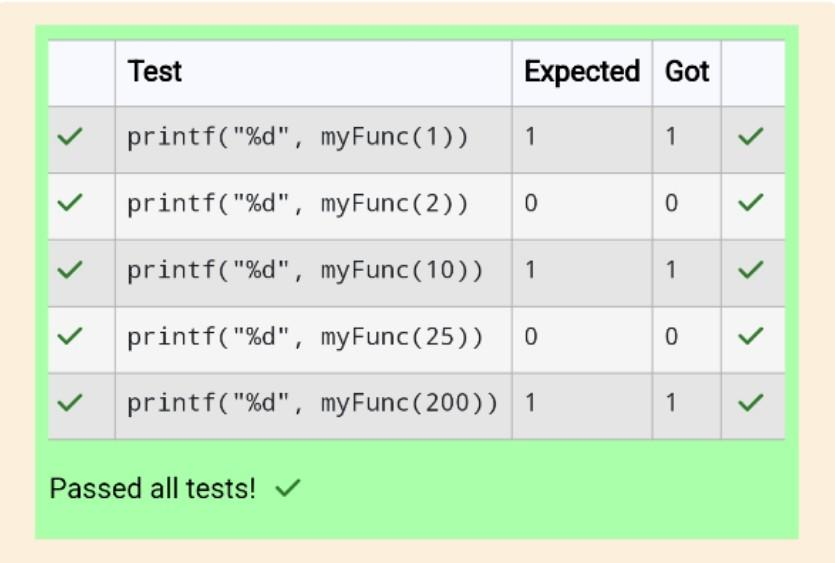 Test Expected Got
printf("%d", myFunc(1)) 1 1
printf("%d", myFunc(2)) 0 0
printf("%d", myFunc(10)) 1 1
printf("%d", myFunc(25)) 0 0
printf("%d", myFunc(200)) 1 1
Passed all tests!